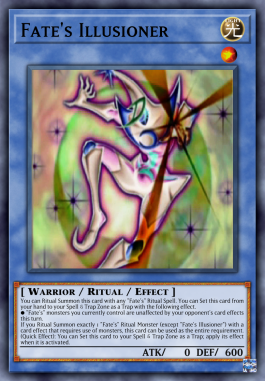 FATE'S ILLUSIONER
LIGHT
光
[ WARRIOR / RITUAL / EFFECT ]
You can Ritual Summon this card with any "Fate's" Ritual Spell. You can Set this card from
your hand to your Spell & Trap Zone as a Trap with the following effect.
● "Fate's" monsters you currently control are unaffected by your opponent's card effects
this turn.
If you Ritual Summon exactly 1 "Fate's" Ritual Monster (except "Fate's Illusioner") with a
card effect that requires use of monsters, this card can be used as the entire requirement.
(Quick Effect): You can Set this card to your Spell & Trap Zone as a Trap; apply its effect
when it is activated.
ATK/ 0 DEF/ 600